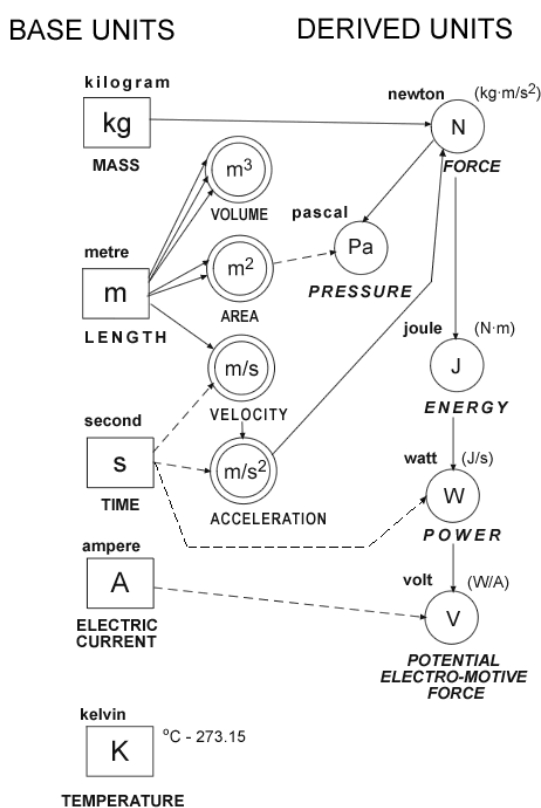 BASE UNITS
DERIVED UNITS
kilogram
kg
MASS
newton
(kg·m/s²)
N
FORCE
m³
VOLUME
pascal
Pa
PRESSURE
metre
m
LENGTH
m²
AREA
joule
(N·m)
J
ENERGY
m/s
VELOCITY
second
s
TIME
m/s²
ACCELERATION
watt
(J/s)
W
POWER
ampere
A
ELECTRIC
CURRENT
volt
(W/A)
V
POTENTIAL
ELECTRO-MOTIVE
FORCE
kelvin
K
°C - 273.15
TEMPERATURE